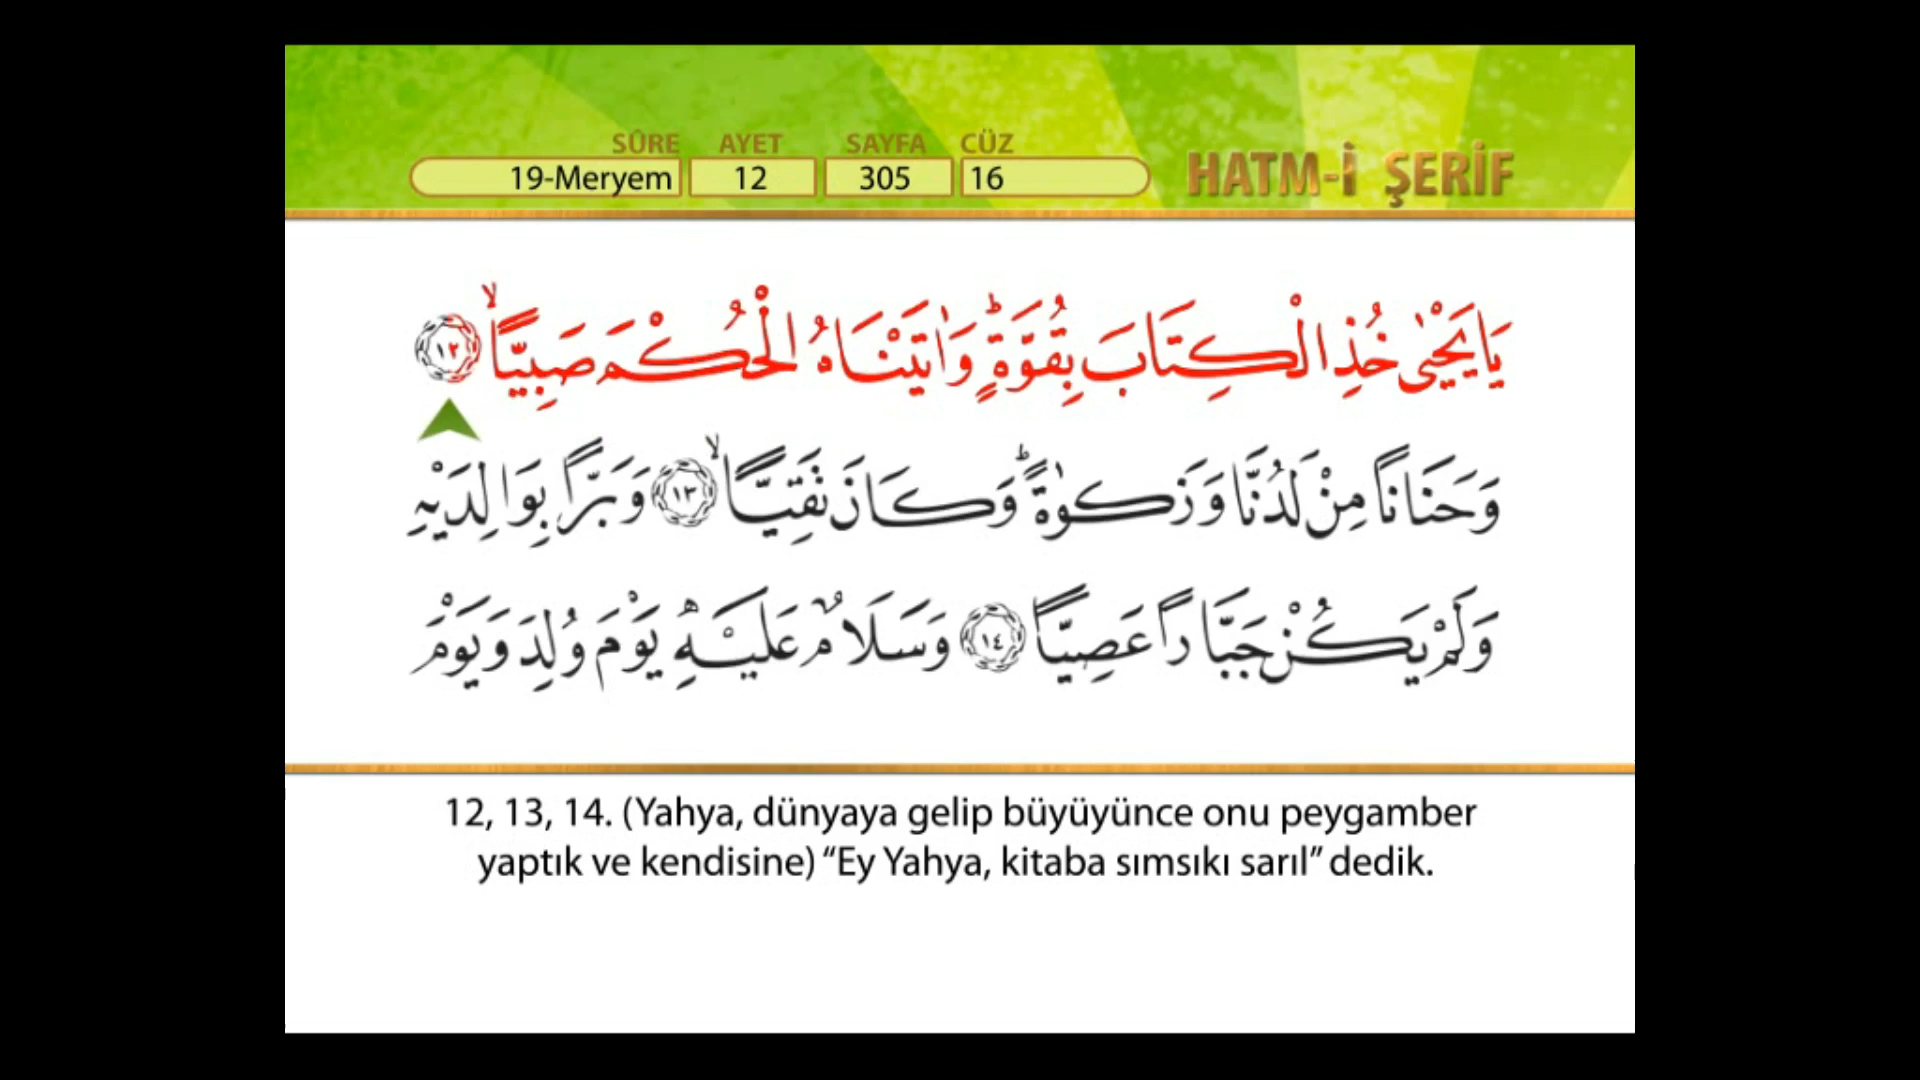 SÛRE AYET SAYFA CÜZ
19-Meryem 12 305 16
HATM-İ ŞERİF
يَا يَحْيٰى خُذِ الْكِتَابَ بِقُوَّةٍۜ وَاٰتَيْنَاهُ الْحُكْمَ صَبِيًّاۙ ﴿١٢﴾
وَحَنَانًا مِنْ لَدُنَّا وَزَكٰوةًۜ وَكَانَ تَقِيًّاۙ ﴿١٣﴾ وَبَرًّا بِوَالِدَيْهِ
وَلَمْ يَكُنْ جَبَّارًا عَصِيًّا ﴿١٤﴾ وَسَلَامٌ عَلَيْهِ يَوْمَ وُلِدَ وَيَوْمَ
12, 13, 14. (Yahya, dünyaya gelip büyüyünce onu peygamber
yaptık ve kendisine) “Ey Yahya, kitaba sımsıkı sarıl” dedik.